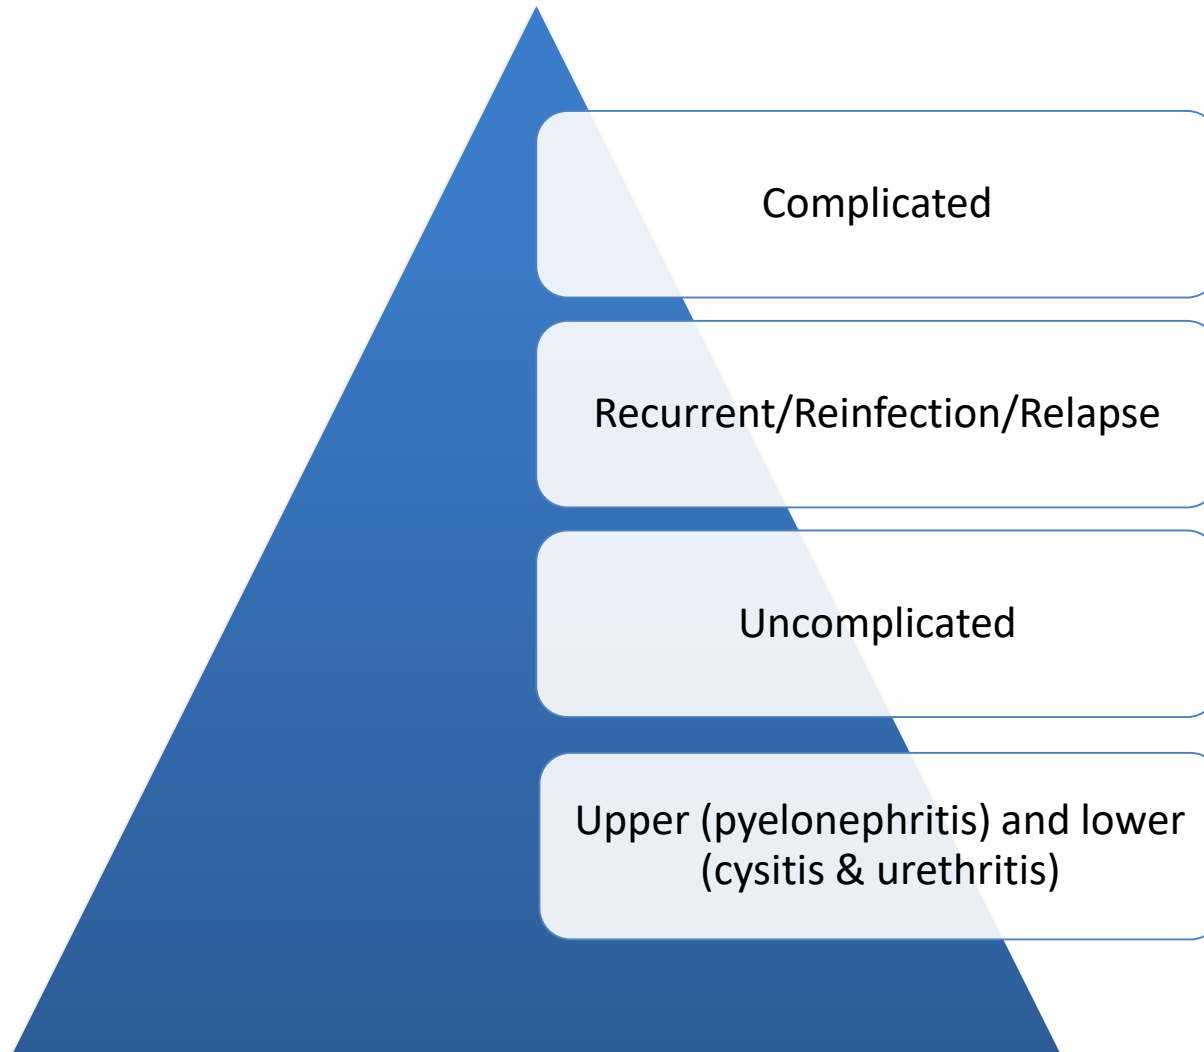 Complicated
Recurrent/Reinfection/Relapse
Uncomplicated
Upper (pyelonephritis) and lower
(cysitis & urethritis)